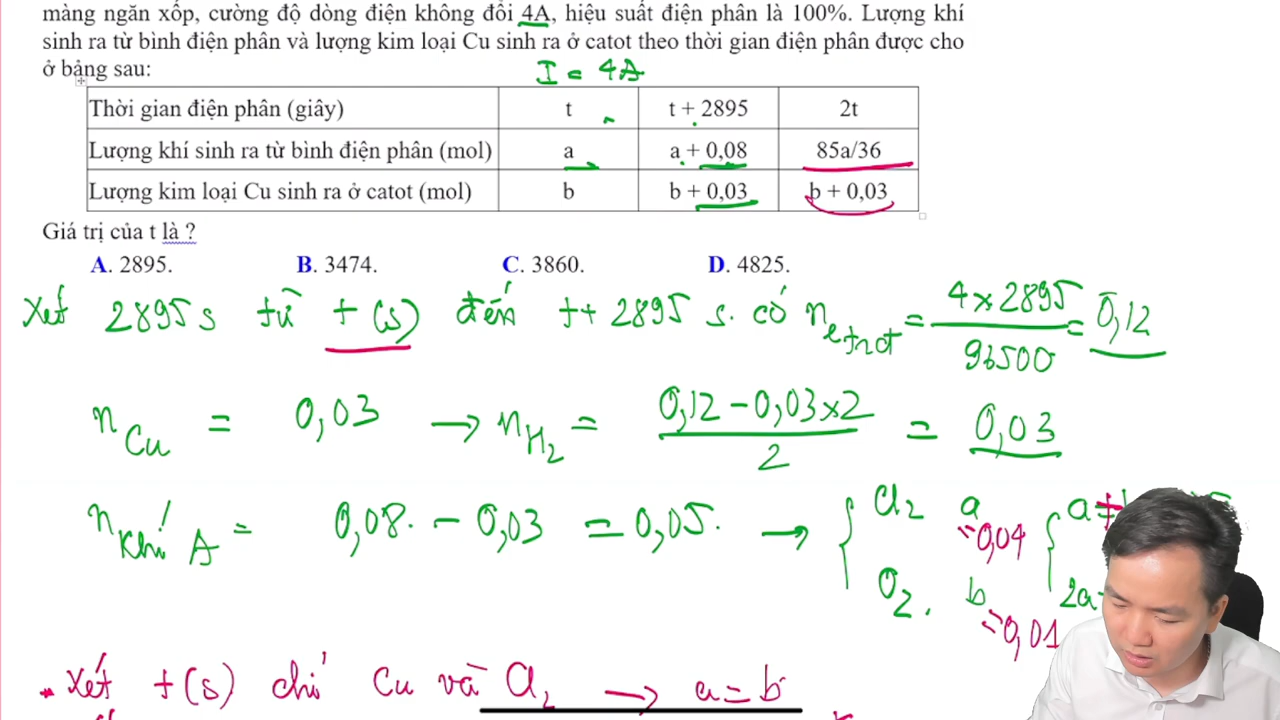 màng ngăn xốp, cường độ dòng điện không đổi 4A, hiệu suất điện phân là 100%. Lượng khí
sinh ra từ bình điện phân và lượng kim loại Cu sinh ra ở catot theo thời gian điện phân được cho
ở bảng sau:
I = 4A
Thời gian điện phân (giây) t t + 2895 2t
Lượng khí sinh ra từ bình điện phân (mol) a a + 0,08 85a/36
Lượng kim loại Cu sinh ra ở catot (mol) b b + 0,03 b + 0,03
Giá trị của t là ?
A. 2895. B. 3474. C. 3860. D. 4825.
Xét 2895 s từ t (s) đến t + 2895 s. có n e trđ = 4 x 2895 / 96500 = 0,12
n Cu = 0,03 → n H2 = 0,12 - 0,03x2 / 2 = 0,03
n khí A = 0,08 - 0,03 = 0,05. → { Cl2 a = 0,04 {
O2. b = 0,01
Xét t (s) chỉ Cu và Cl2 → a = b